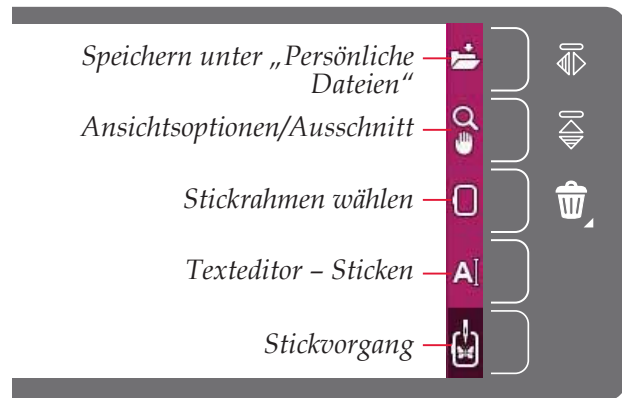 Speichern unter „Persönliche
Dateien“
Ansichtsoptionen/Ausschnitt
Stickrahmen wählen
Texteditor – Sticken
A
Stickvorgang